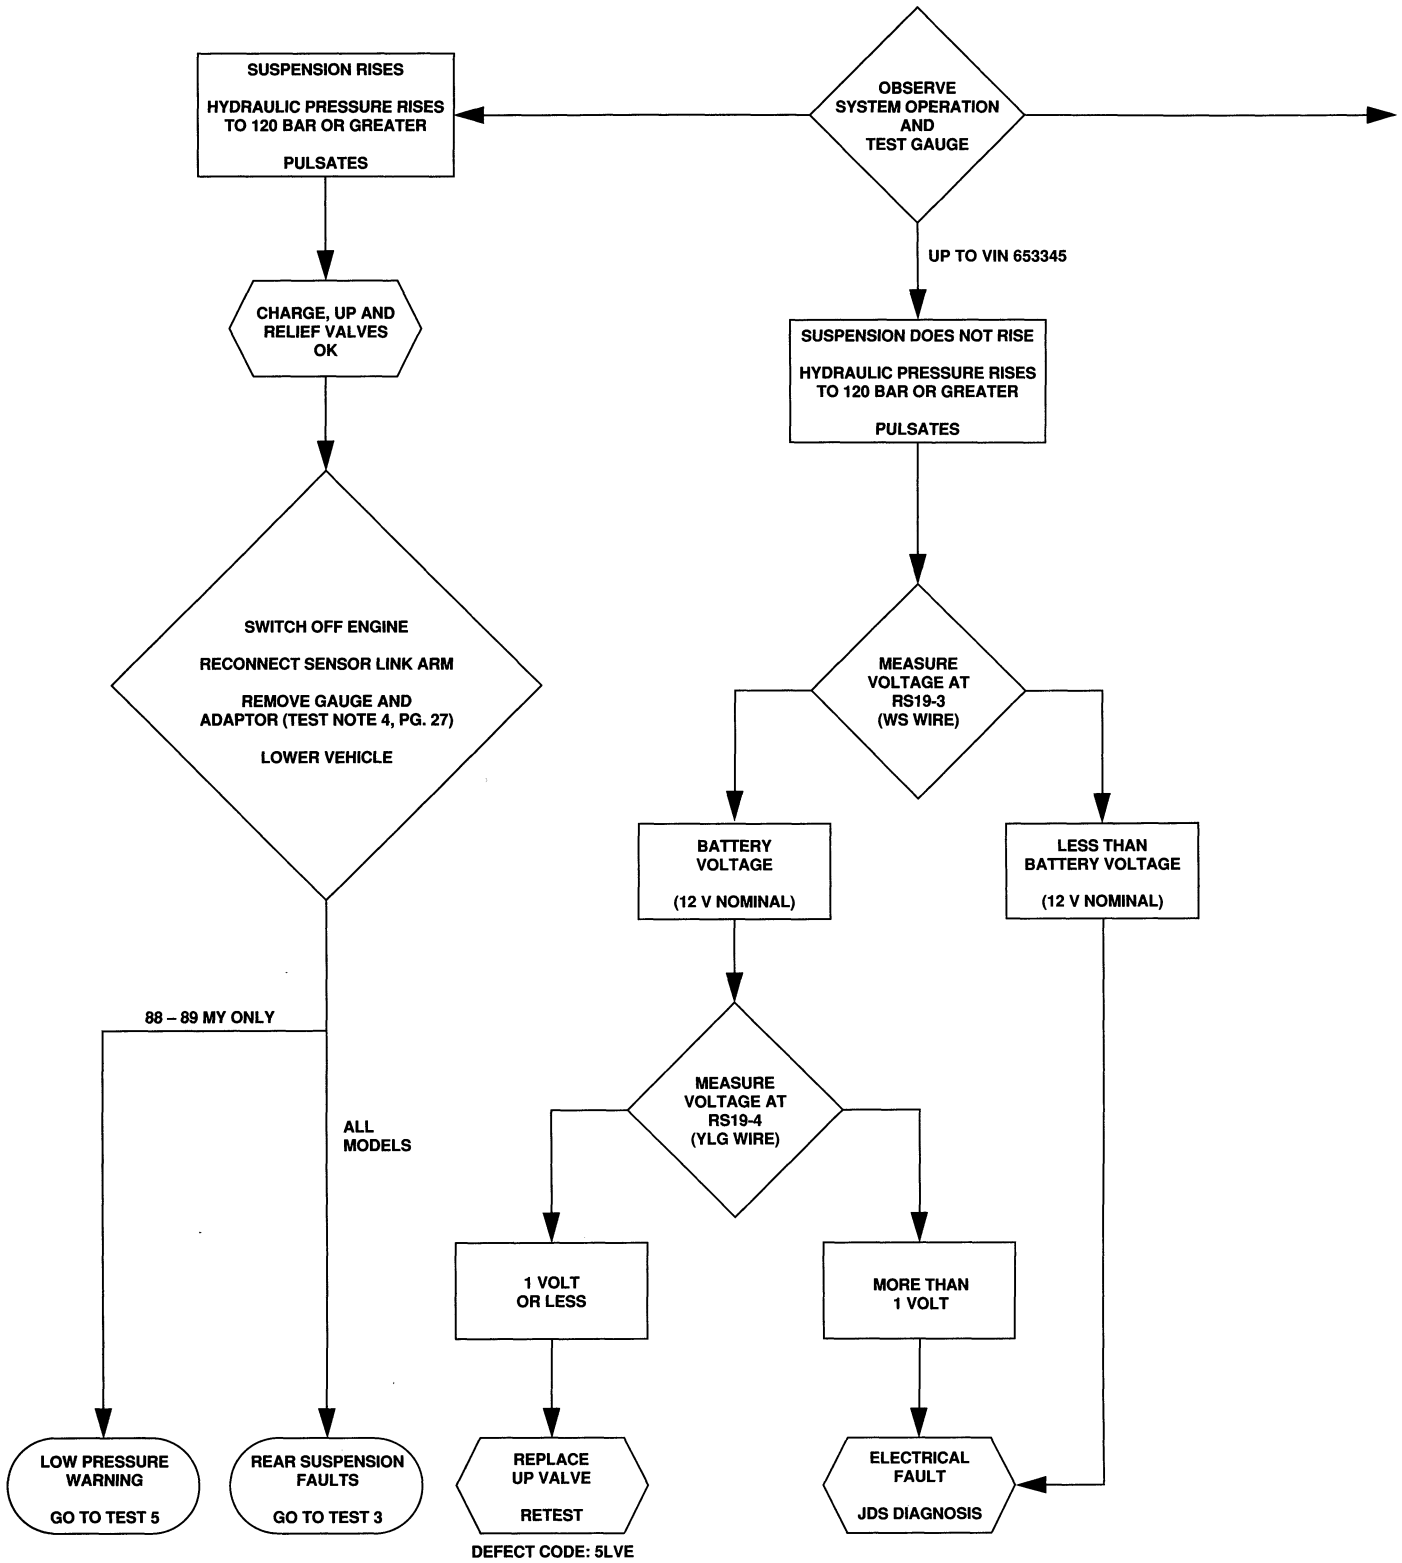 SUSPENSION RISES
HYDRAULIC PRESSURE RISES
TO 120 BAR OR GREATER
PULSATES
OBSERVE
SYSTEM OPERATION
AND
TEST GAUGE
UP TO VIN 653345
CHARGE, UP AND
RELIEF VALVES
OK
SUSPENSION DOES NOT RISE
HYDRAULIC PRESSURE RISES
TO 120 BAR OR GREATER
PULSATES
SWITCH OFF ENGINE
RECONNECT SENSOR LINK ARM
REMOVE GAUGE AND
ADAPTOR (TEST NOTE 4, PG. 27)
LOWER VEHICLE
MEASURE
VOLTAGE AT
RS19-3
(WS WIRE)
BATTERY
VOLTAGE
(12 V NOMINAL)
LESS THAN
BATTERY VOLTAGE
(12 V NOMINAL)
88 – 89 MY ONLY
ALL
MODELS
MEASURE
VOLTAGE AT
RS19-4
(YLG WIRE)
1 VOLT
OR LESS
MORE THAN
1 VOLT
LOW PRESSURE
WARNING
GO TO TEST 5
REAR SUSPENSION
FAULTS
GO TO TEST 3
REPLACE
UP VALVE
RETEST
ELECTRICAL
FAULT
JDS DIAGNOSIS
DEFECT CODE: 5LVE